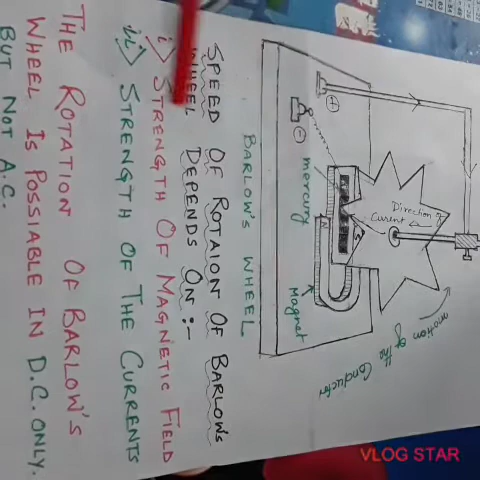 +
−
mercury
N
S
Direction of
Curent
Magnet
motion of the Conductor
BARLOW'S WHEEL
SPEED OF ROTAION OF BARLOW'S
WHEEL DEPENDS ON :-
i) STRENGTH OF MAGNETIC FIELD
ii) STRENGTH OF THE CURRENTS
THE ROTATION OF BARLOW'S
WHEEL IS POSSIABLE IN D.C. ONLY.
BUT NOT A.C.
VLOG STAR